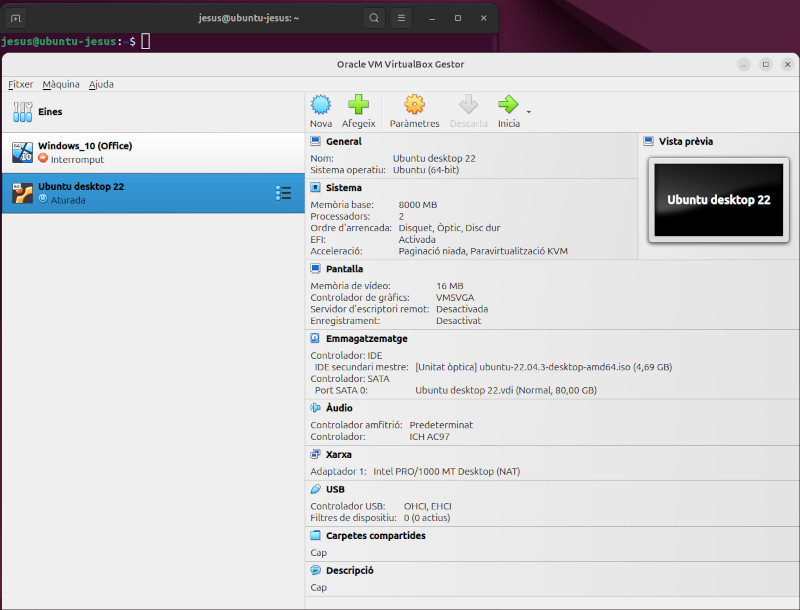 jesus@ubuntu-jesus: ~
jesus@ubuntu-jesus:~$
Oracle VM VirtualBox Gestor
Fitxer Màquina Ajuda
Eines
Nova Afegeix Paràmetres Descarta Inicia
Windows_10 (Office)
Interromput
Ubuntu desktop 22
Aturada
General
Nom: Ubuntu desktop 22
Sistema operatiu: Ubuntu (64-bit)
Vista prèvia
Ubuntu desktop 22
Sistema
Memòria base: 8000 MB
Processadors: 2
Ordre d'arrencada: Disquet, Òptic, Disc dur
EFI: Activada
Acceleració: Paginació niada, Paravirtualització KVM
Pantalla
Memòria de vídeo: 16 MB
Controlador de gràfics: VMSVGA
Servidor d'escriptori remot: Desactivada
Enregistrament: Desactivat
Emmagatzematge
Controlador: IDE
IDE secundari mestre: [Unitat òptica] ubuntu-22.04.3-desktop-amd64.iso (4,69 GB)
Controlador: SATA
Port SATA 0: Ubuntu desktop 22.vdi (Normal, 80,00 GB)
Àudio
Controlador amfitrió: Predeterminat
Controlador: ICH AC97
Xarxa
Adaptador 1: Intel PRO/1000 MT Desktop (NAT)
USB
Controlador USB: OHCI, EHCI
Filtres de dispositiu: 0 (0 actius)
Carpetes compartides
Cap
Descripció
Cap